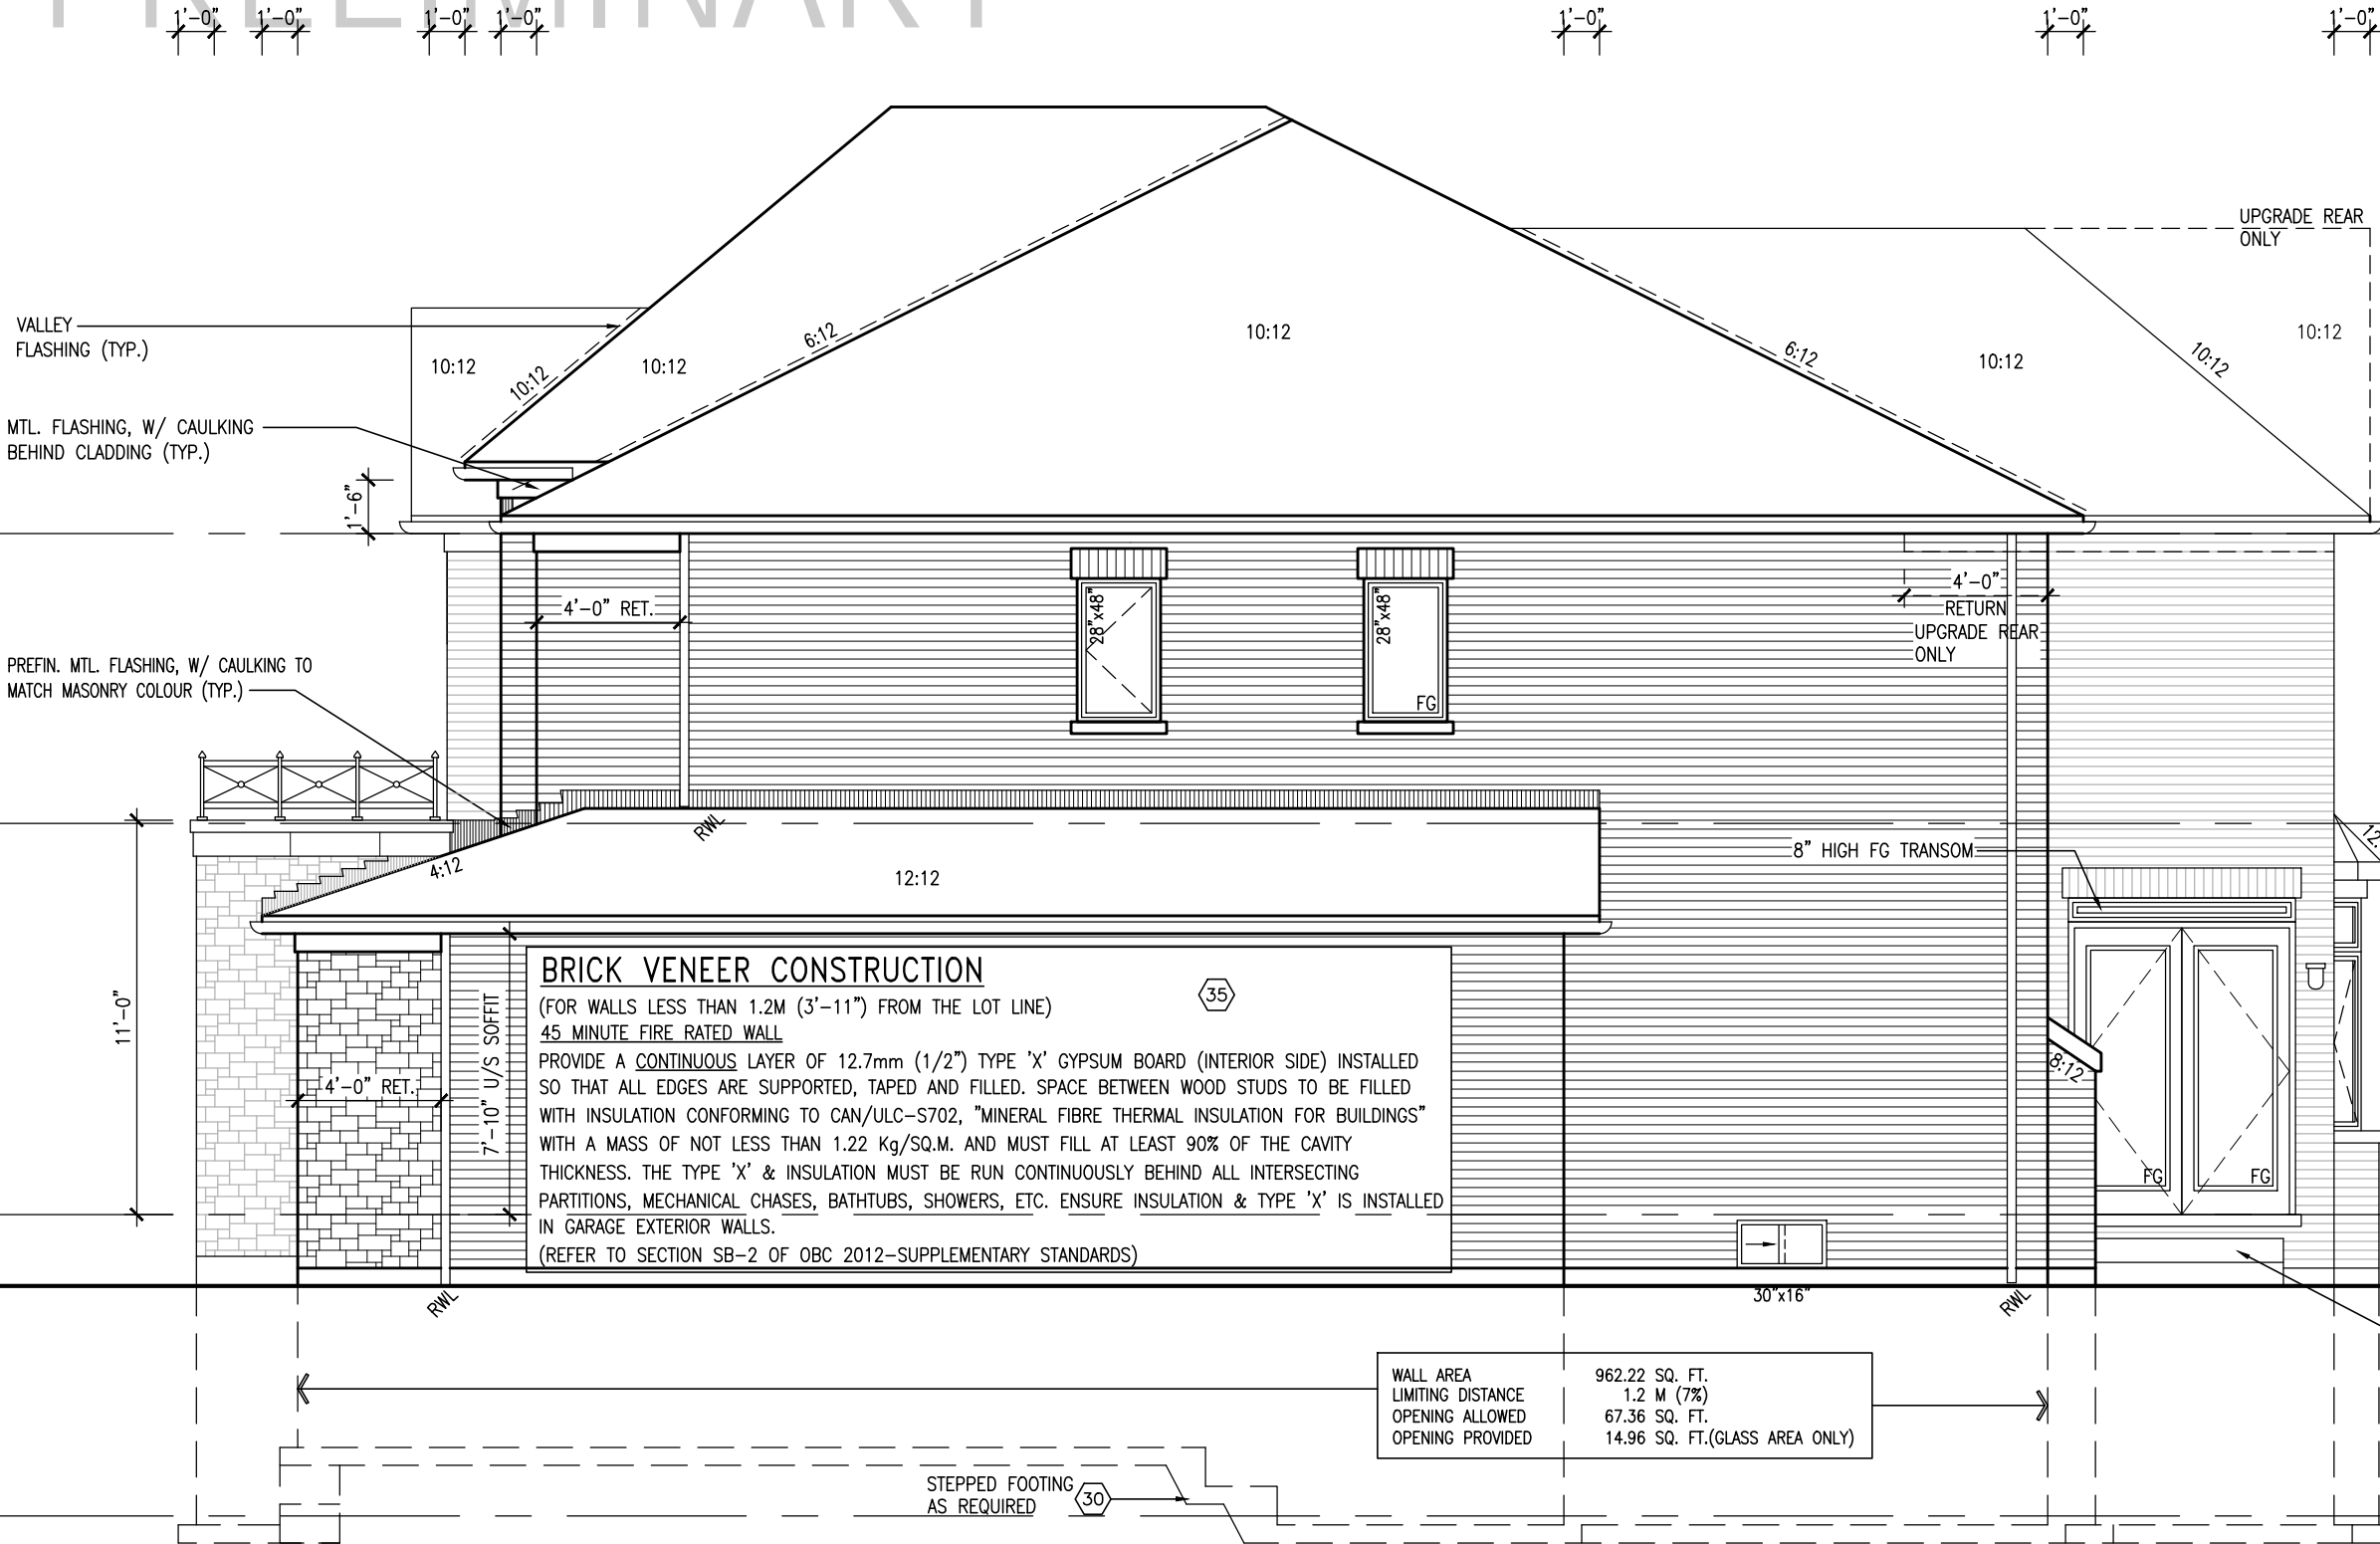 PRELIMINARY
1'-0" 1'-0" 1'-0" 1'-0" 1'-0" 1'-0" 1'-0"
UPGRADE REAR
ONLY
VALLEY
FLASHING (TYP.)
10:12
10:12
10:12
6:12
10:12
6:12
10:12
10:12
10:12
MTL. FLASHING, W/ CAULKING
BEHIND CLADDING (TYP.)
1'-6"
4'-0" RET.
28"x48"
28"x48"
FG
4'-0"
RETURN
UPGRADE REAR
ONLY
PREFIN. MTL. FLASHING, W/ CAULKING TO
MATCH MASONRY COLOUR (TYP.)
RWL
4:12
12:12
8" HIGH FG TRANSOM
12:
11'-0"
4'-0" RET.
7'-10" U/S SOFFIT
BRICK VENEER CONSTRUCTION
35
(FOR WALLS LESS THAN 1.2M (3'-11") FROM THE LOT LINE)
45 MINUTE FIRE RATED WALL
PROVIDE A CONTINUOUS LAYER OF 12.7mm (1/2") TYPE 'X' GYPSUM BOARD (INTERIOR SIDE) INSTALLED
SO THAT ALL EDGES ARE SUPPORTED, TAPED AND FILLED. SPACE BETWEEN WOOD STUDS TO BE FILLED
WITH INSULATION CONFORMING TO CAN/ULC-S702, "MINERAL FIBRE THERMAL INSULATION FOR BUILDINGS"
WITH A MASS OF NOT LESS THAN 1.22 Kg/SQ.M. AND MUST FILL AT LEAST 90% OF THE CAVITY
THICKNESS. THE TYPE 'X' & INSULATION MUST BE RUN CONTINUOUSLY BEHIND ALL INTERSECTING
PARTITIONS, MECHANICAL CHASES, BATHTUBS, SHOWERS, ETC. ENSURE INSULATION & TYPE 'X' IS INSTALLED
IN GARAGE EXTERIOR WALLS.
(REFER TO SECTION SB-2 OF OBC 2012-SUPPLEMENTARY STANDARDS)
8:12
FG
FG
RWL
30"x16"
RWL
WALL AREA 962.22 SQ. FT.
LIMITING DISTANCE 1.2 M (7%)
OPENING ALLOWED 67.36 SQ. FT.
OPENING PROVIDED 14.96 SQ. FT.(GLASS AREA ONLY)
STEPPED FOOTING
AS REQUIRED
30